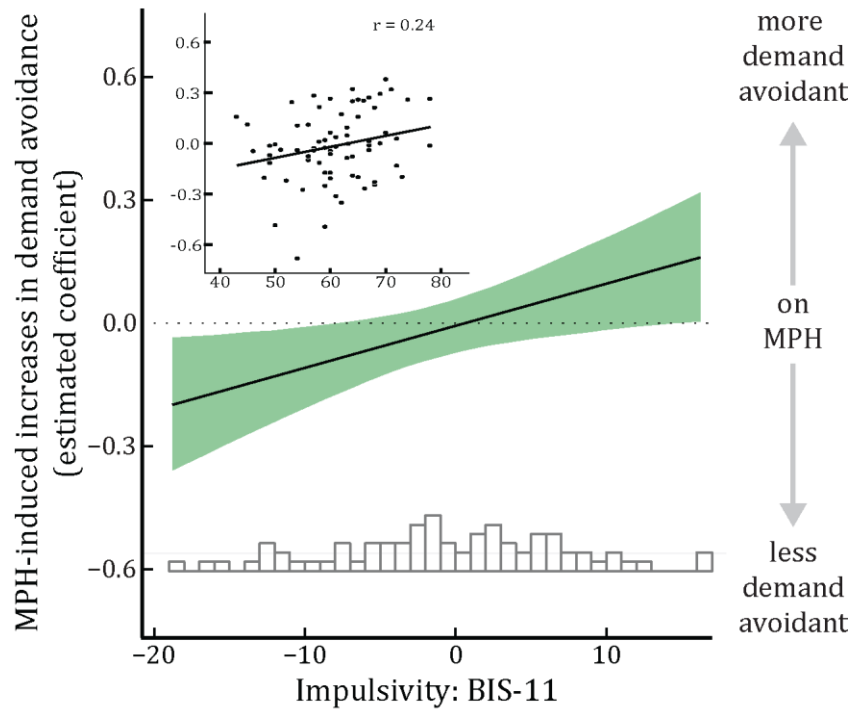 MPH-induced increases in demand avoidance
(estimated coefficient)
0.6
0.3
0.0
−0.3
−0.6
−20
−10
0
10
Impulsivity: BIS-11
r = 0.24
0.6
0.3
0.0
-0.3
-0.6
40
50
60
70
80
more
demand
avoidant
on
MPH
less
demand
avoidant